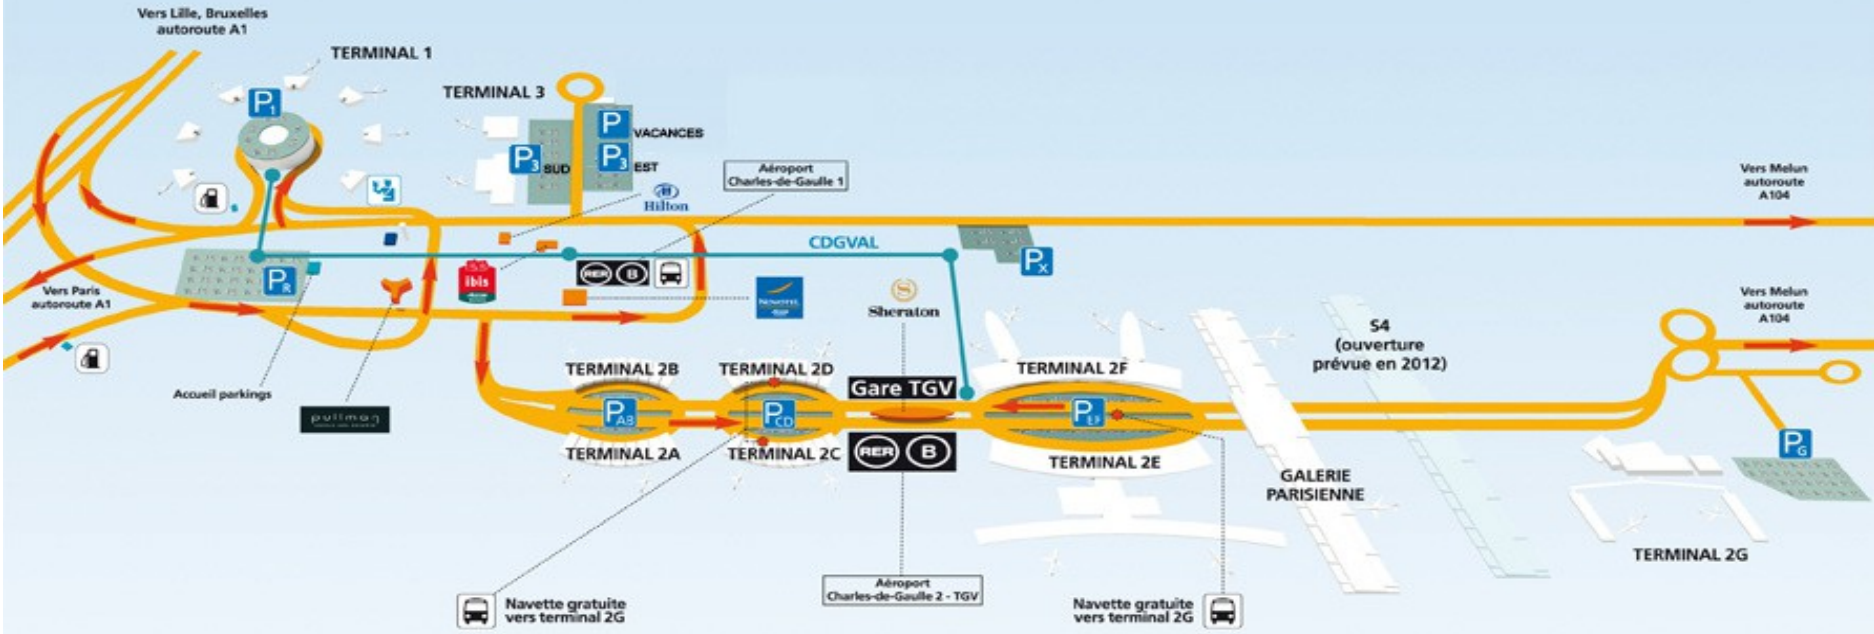 Vers Lille, Bruxelles
autoroute A1
TERMINAL 1
P1
TERMINAL 3
P
VACANCES
P3
SUD
P3
EST
Hilton
Aéroport
Charles-de-Gaulle 1
Vers Melun
autoroute
A104
CDGVAL
PR
PX
RER B
ibis
NOVOTEL
Sheraton
Vers Paris
autoroute A1
Vers Melun
autoroute
A104
S4
(ouverture
prévue en 2012)
Accueil parkings
pullman
TERMINAL 2B
TERMINAL 2D
Gare TGV
TERMINAL 2F
PAB
PCD
PEF
TERMINAL 2A
TERMINAL 2C
RER B
TERMINAL 2E
GALERIE
PARISIENNE
PG
TERMINAL 2G
Aéroport
Charles-de-Gaulle 2 - TGV
Navette gratuite
vers terminal 2G
Navette gratuite
vers terminal 2G